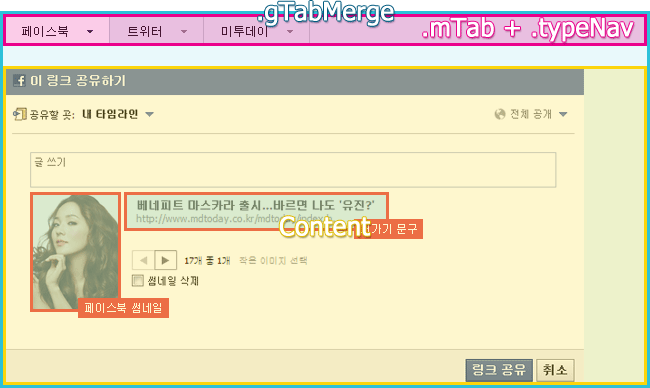 .gTabMerge
페이스북
트위터
미투데이
.mTab + .typeNav
f 이 링크 공유하기
공유할 곳: 내 타임라인
전체 공개
글 쓰기
베네피트 마스카라 출시...바르면 나도 '유진?'
http://www.mdtoday.co.kr/mdtoday/index.h
Content
가기 문구
17개 중 1개 작은 이미지 선택
썸네일 삭제
페이스북 썸네일
링크 공유
취소